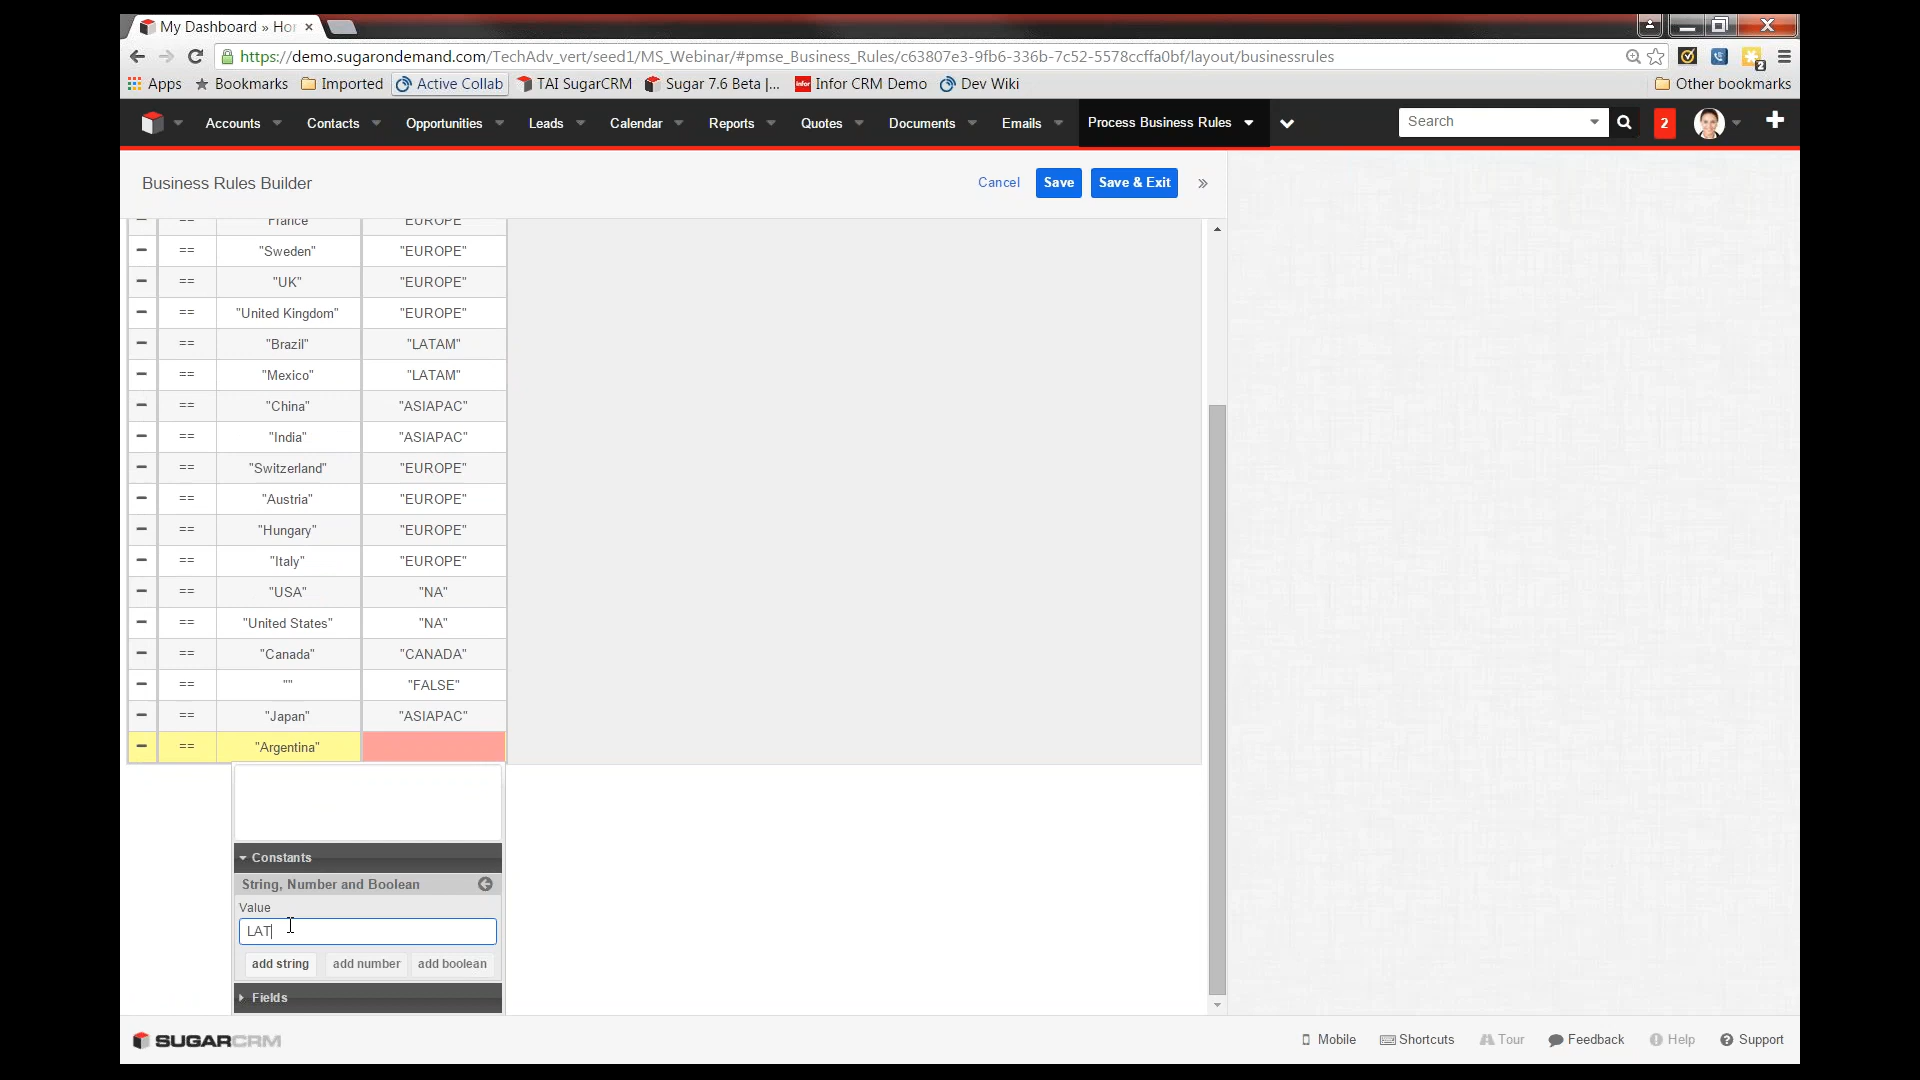 My Dashboard » Ho
https://demo.sugarondemand.com/TechAdv_vert/seed1/MS_Webinar/#pmse_Business_Rules/c63807e3-9fb6-336b-7c52-5578ccffa0bf/layout/businessrules
Apps Bookmarks Imported Active Collab TAI SugarCRM Sugar 7.6 Beta |... Infor CRM Demo Dev Wiki Other bookmarks
Accounts Contacts Opportunities Leads Calendar Reports Quotes Documents Emails Process Business Rules Search 2
Business Rules Builder Cancel Save Save & Exit »
== France EUROPE
== "Sweden" "EUROPE"
== "UK" "EUROPE"
== "United Kingdom" "EUROPE"
== "Brazil" "LATAM"
== "Mexico" "LATAM"
== "China" "ASIAPAC"
== "India" "ASIAPAC"
== "Switzerland" "EUROPE"
== "Austria" "EUROPE"
== "Hungary" "EUROPE"
== "Italy" "EUROPE"
== "USA" "NA"
== "United States" "NA"
== "Canada" "CANADA"
== "" "FALSE"
== "Japan" "ASIAPAC"
== "Argentina"
Constants
String, Number and Boolean
Value
LAT
add string add number add boolean
Fields
SUGARCRM Mobile Shortcuts Tour Feedback Help Support